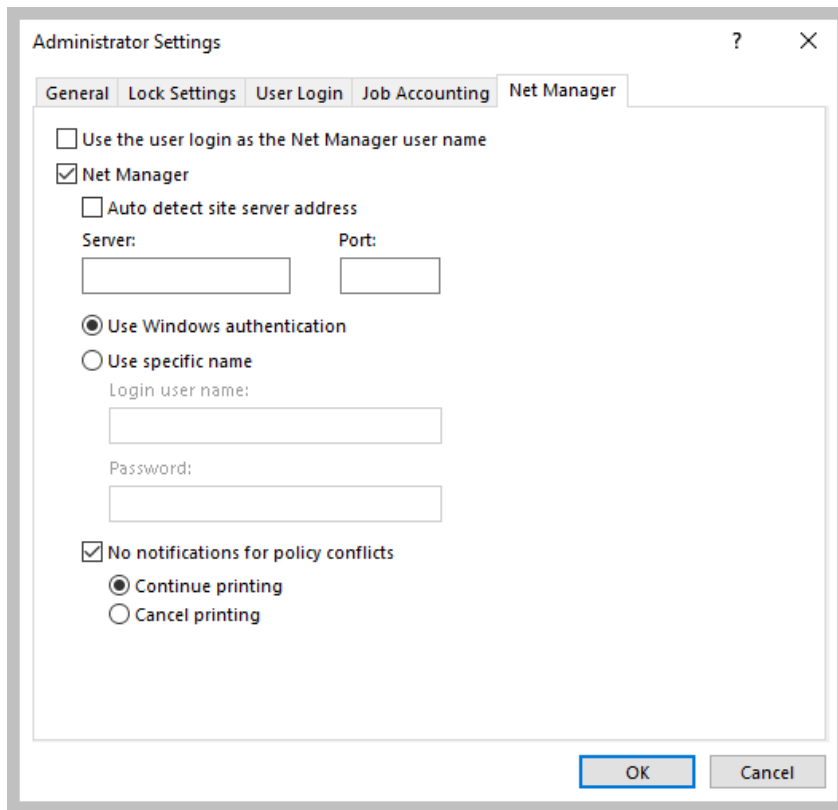 Administrator Settings ?
General Lock Settings User Login Job Accounting Net Manager
Use the user login as the Net Manager user name
Net Manager
Auto detect site server address
Server: Port:
Use Windows authentication
Use specific name
Login user name:
Password:
No notifications for policy conflicts
Continue printing
Cancel printing
OK Cancel